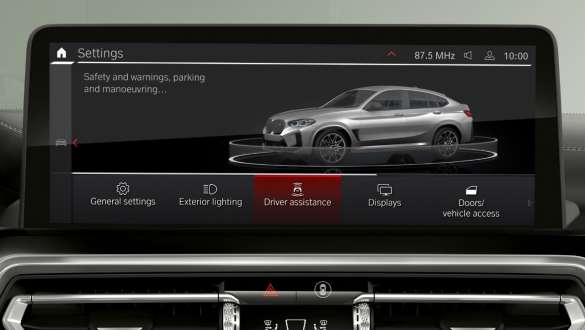 Settings
87.5 MHz
10:00
Safety and warnings, parking
and manoeuvring...
General settings
Exterior lighting
Driver assistance
Displays
Doors/
vehicle access